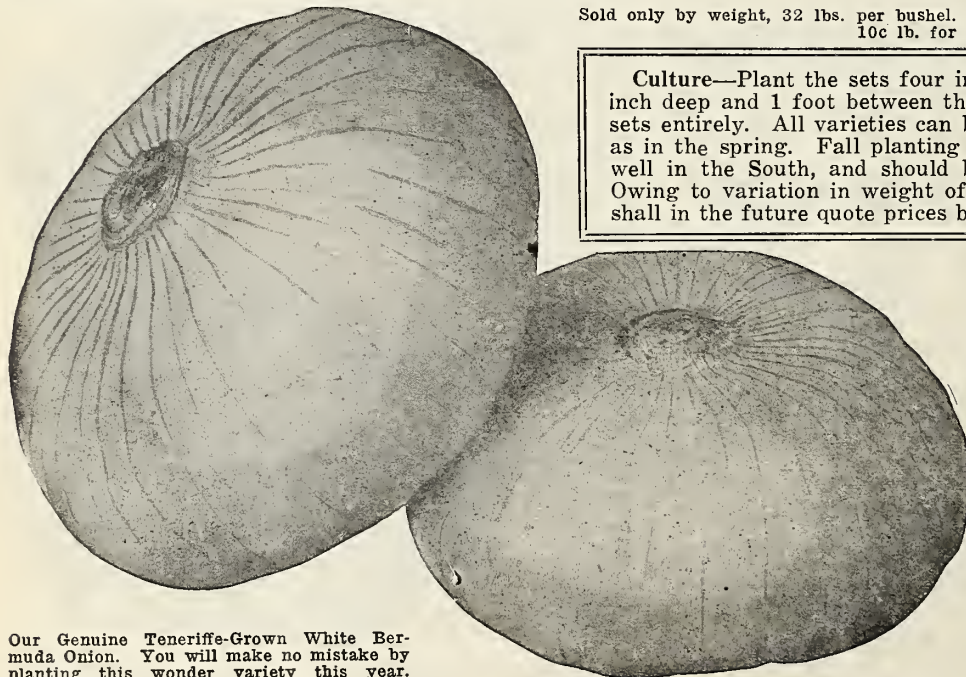 Sold only by weight, 32 lbs. per bushel.
10c lb. for
Culture—Plant the sets four in
inch deep and 1 foot between th
sets entirely. All varieties can b
as in the spring. Fall planting
well in the South, and should b
Owing to variation in weight of
shall in the future quote prices b
Our Genuine Teneriffe-Grown White Ber-
muda Onion. You will make no mistake by
planting this wonder variety this year.